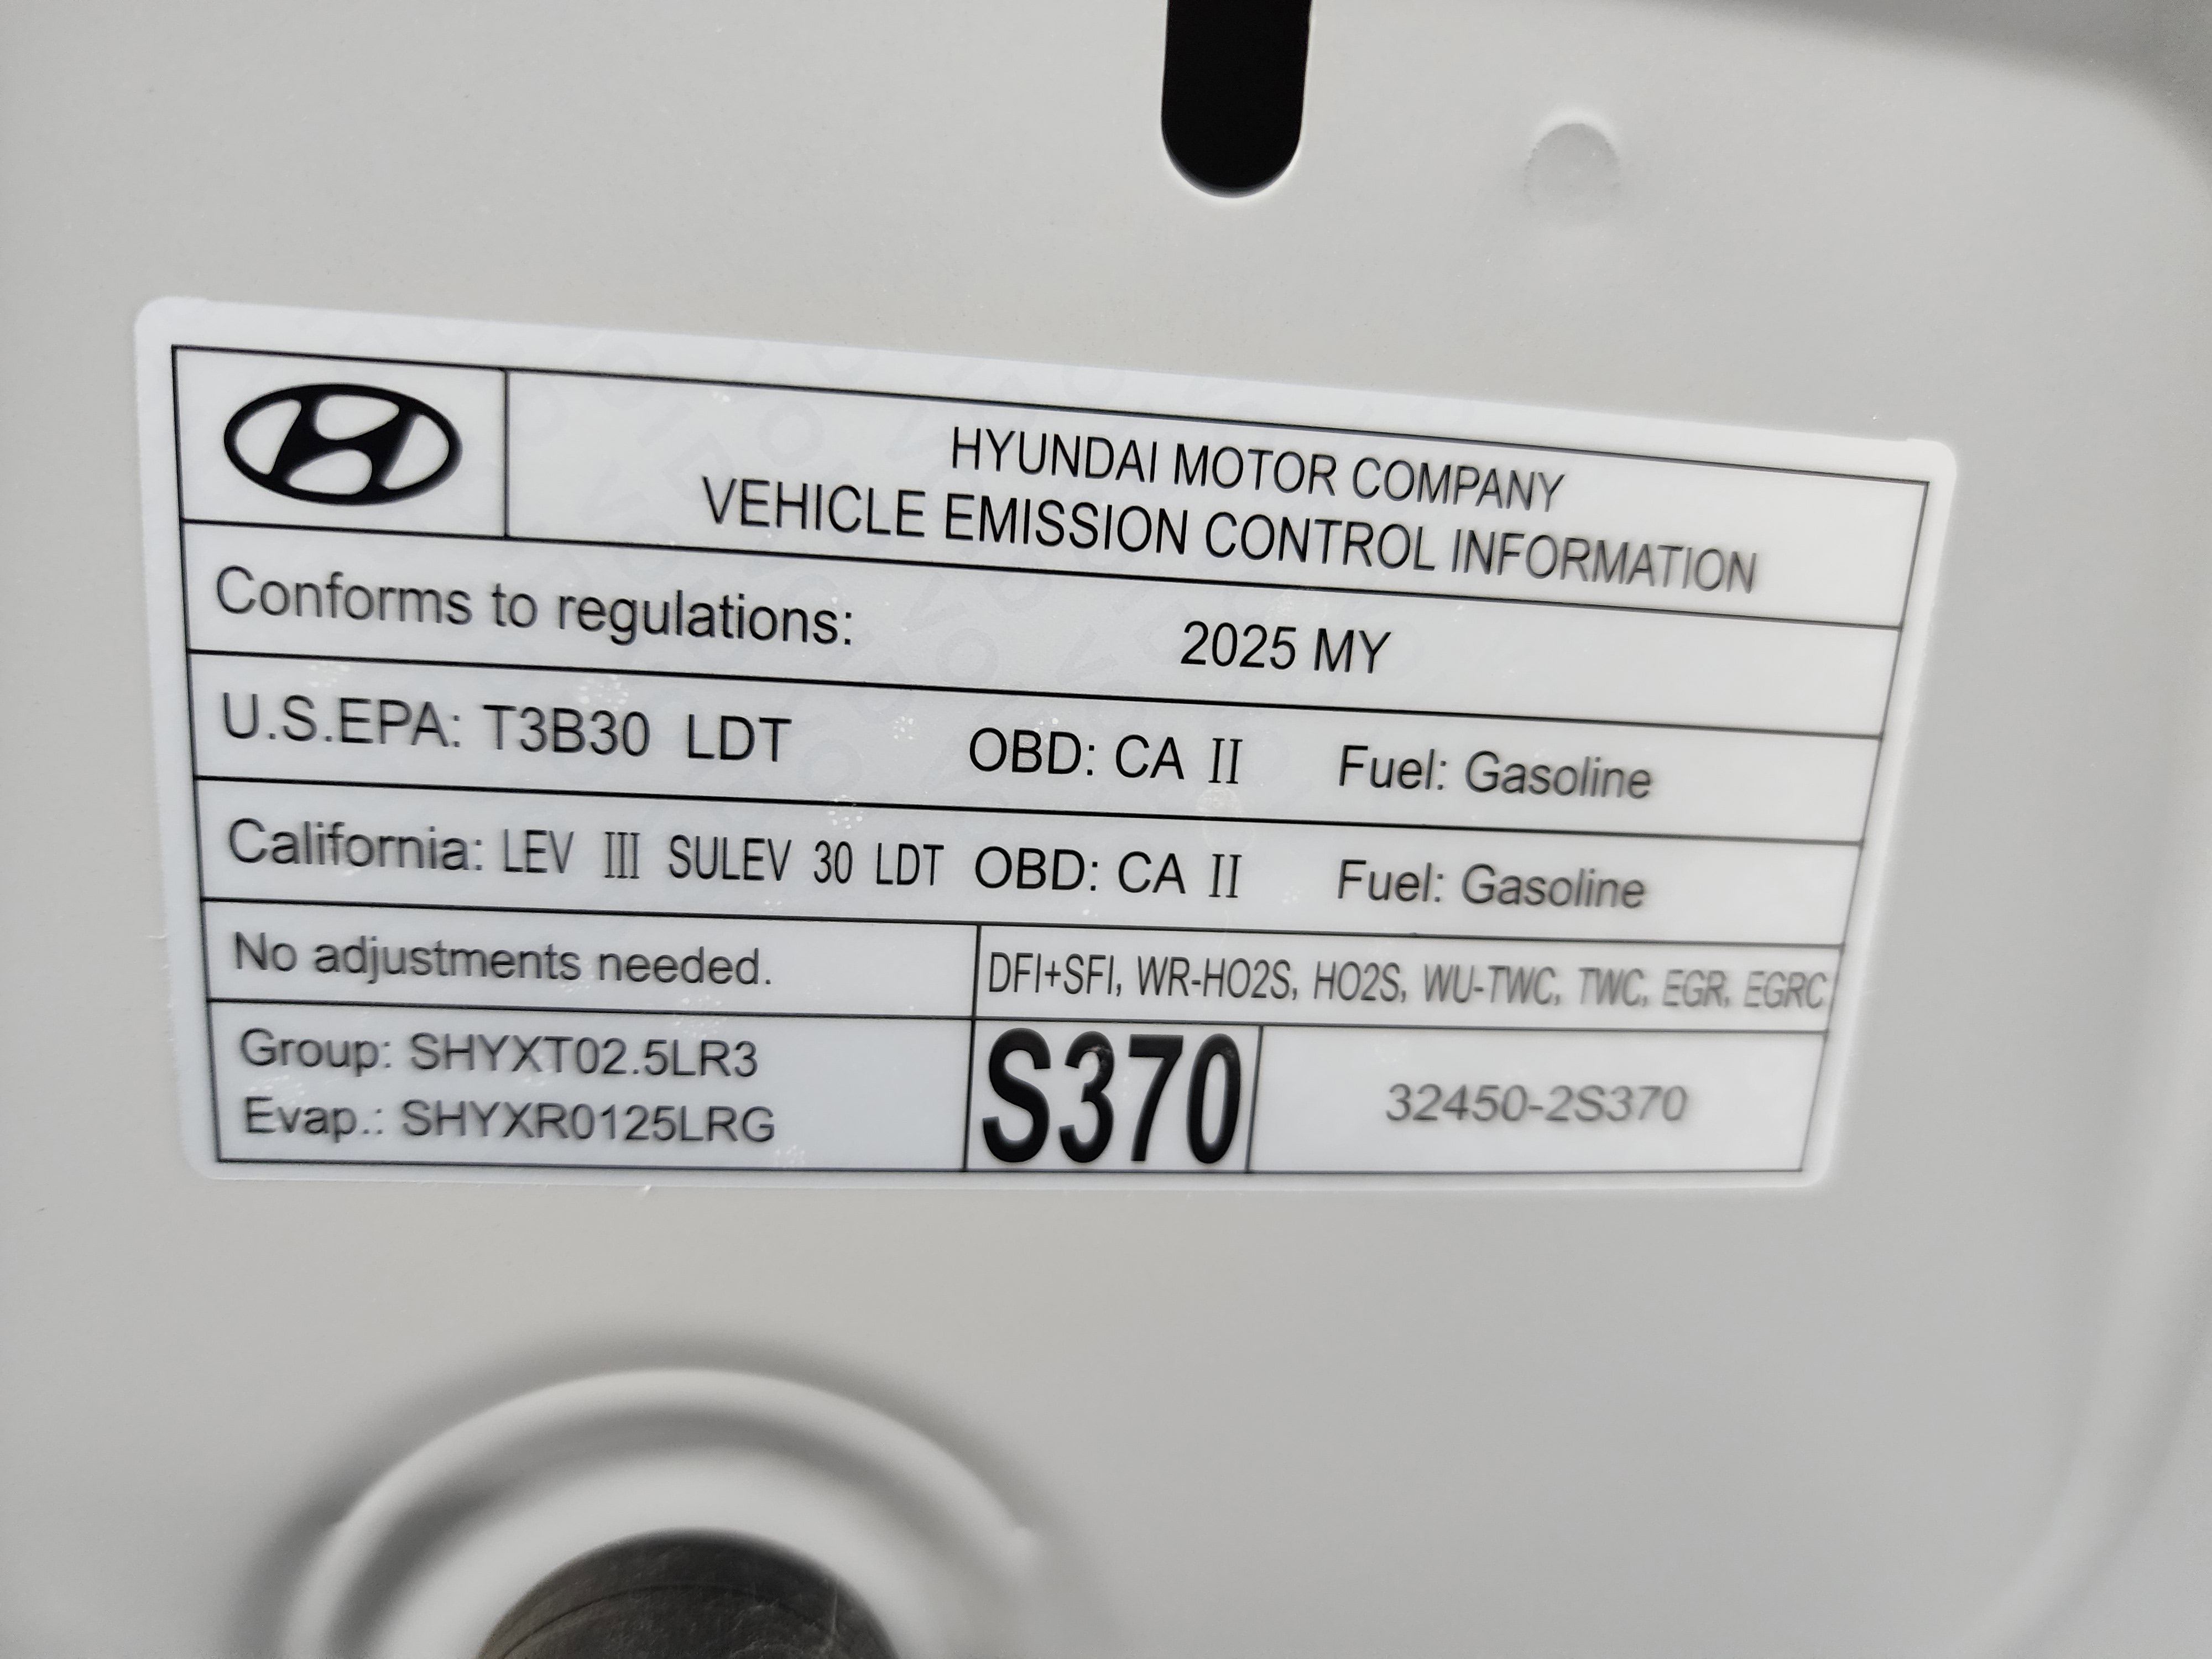 HYUNDAI MOTOR COMPANY
VEHICLE EMISSION CONTROL INFORMATION
Conforms to regulations: 2025 MY
U.S.EPA: T3B30 LDT OBD: CA II Fuel: Gasoline
California: LEV III SULEV 30 LDT OBD: CA II Fuel: Gasoline
No adjustments needed. DFI+SFI, WR-HO2S, HO2S, WU-TWC, TWC, EGR, EGRC
Group: SHYXT02.5LR3
Evap.: SHYXR0125LRG
S370
32450-2S370